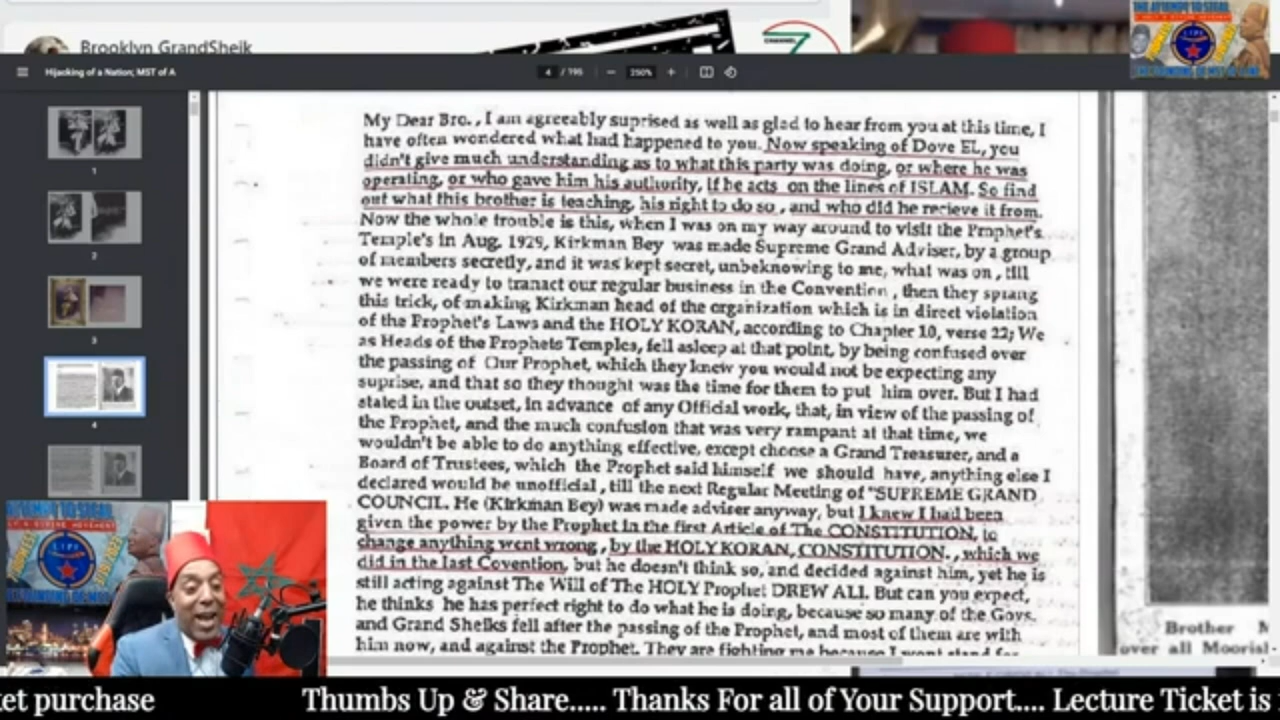 Brooklyn GrandSheik
CHANNEL
7
THE ATTEMPT TO STEAL
Hijacking of a Nation; MST of A
4 / 195
250%
1
2
3
4
My Dear Bro. , I am agreeably suprised as well as glad to hear from you at this time, I
have often wondered what had happened to you. Now speaking of Dove EL, you
didn't give much understanding as to what this party was doing, or where he was
operating, or who gave him his authority, If he acts on the lines of ISLAM. So find
out what this brother is teaching, his right to do so , and who did he recieve it from.
Now the whole trouble is this, when I was on my way around to visit the Prophet's
Temple's in Aug. 1929, Kirkman Bey was made Supreme Grand Adviser, by a group
of members secretly, and it was kept secret, unbeknowing to me, what was on , till
we were ready to tranact our regular business in the Convention , then they sprang
this trick, of making Kirkman head of the organization which is in direct violation
of the Prophet's Laws and the HOLY KORAN, according to Chapter 10, verse 22; We
as Heads of the Prophets Temples, fell asleep at that point, by being confused over
the passing of Our Prophet, which they knew you would not be expecting any
suprise, and that so they thought was the time for them to put him over. But I had
stated in the outset, in advance of any Official work, that, in view of the passing of
the Prophet, and the much confusion that was very rampant at that time, we
wouldn't be able to do anything effective, except choose a Grand Treasurer, and a
Board of Trustees, which the Prophet said himself we should have, anything else I
declared would be unofficial , till the next Regular Meeting of "SUPREME GRAND
COUNCIL. He (Kirkman Bey) was made adviser anyway, but I knew I had been
given the power by the Prophet in the first Article of The CONSTITUTION, to
change anything went wrong , by the HOLY KORAN, CONSTITUTION. , which we
did in the last Covention, but he doesn't think so, and decided against him, yet he is
still acting against The Will of The HOLY Prophet DREW ALI. But can you expect,
he thinks he has perfect right to do what he is doing, because so many of the Govs.
and Grand Sheiks fell after the passing of the Prophet, and most of them are with
him now, and against the Prophet. They are fighting me because I wont stand for
Brother M
over all Moorish
THE ATTEMPT TO STEAL
ket purchase Thumbs Up & Share..... Thanks For all of Your Support.... Lecture Ticket is